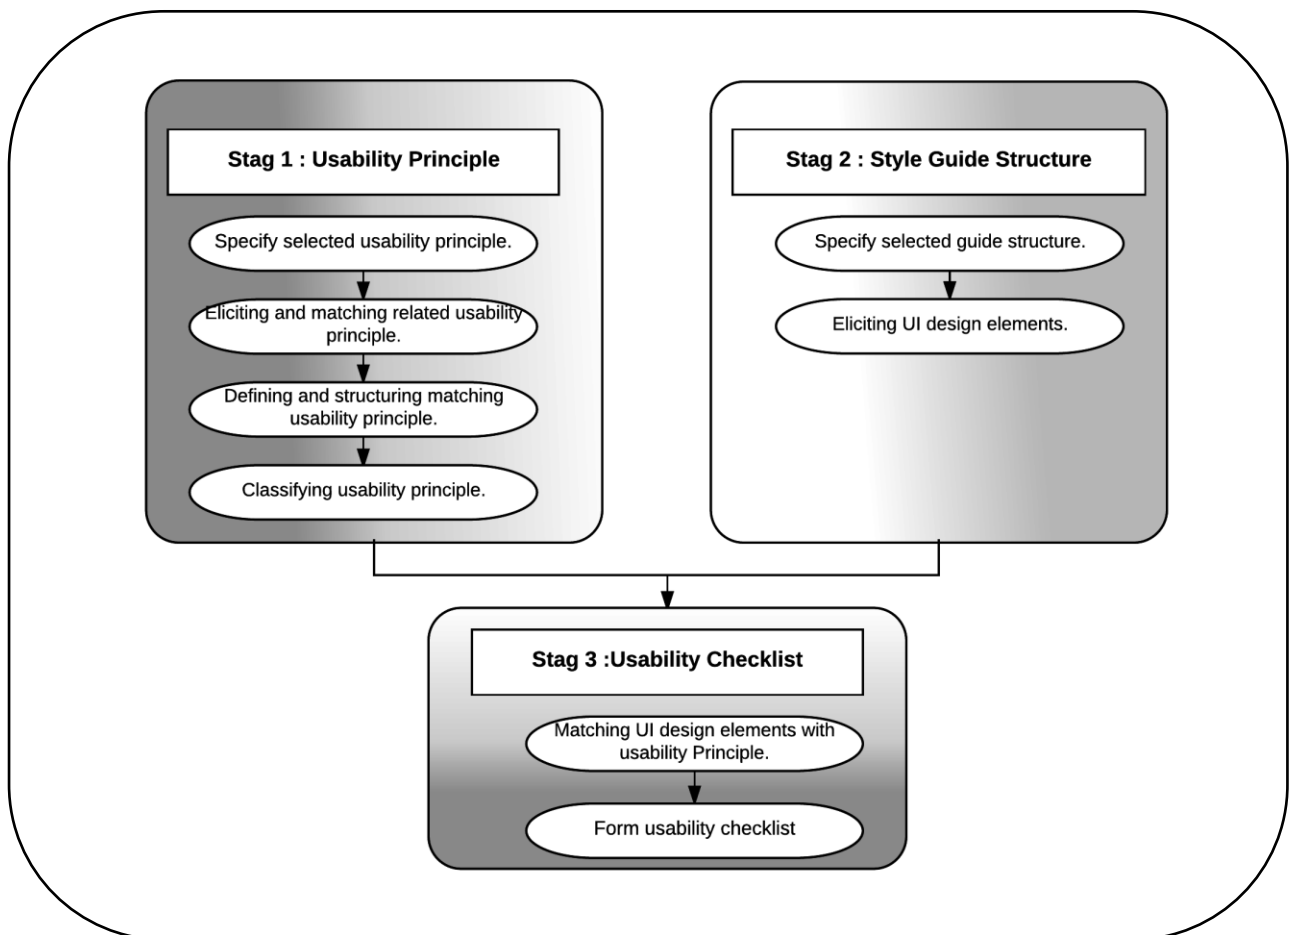 Stag 1 : Usability Principle
Specify selected usability principle.
Eliciting and matching related usability
principle.
Defining and structuring matching
usability principle.
Classifying usability principle.
Stag 2 : Style Guide Structure
Specify selected guide structure.
Eliciting UI design elements.
Stag 3 :Usability Checklist
Matching UI design elements with
usability Principle.
Form usability checklist